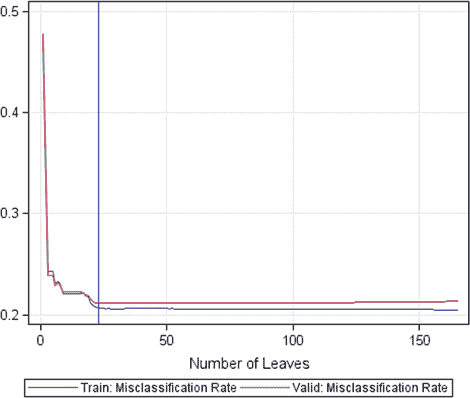 0.5
0.4
0.3
0.2
0 50 100 150
Number of Leaves
Train: Misclassification Rate Valid: Misclassification Rate